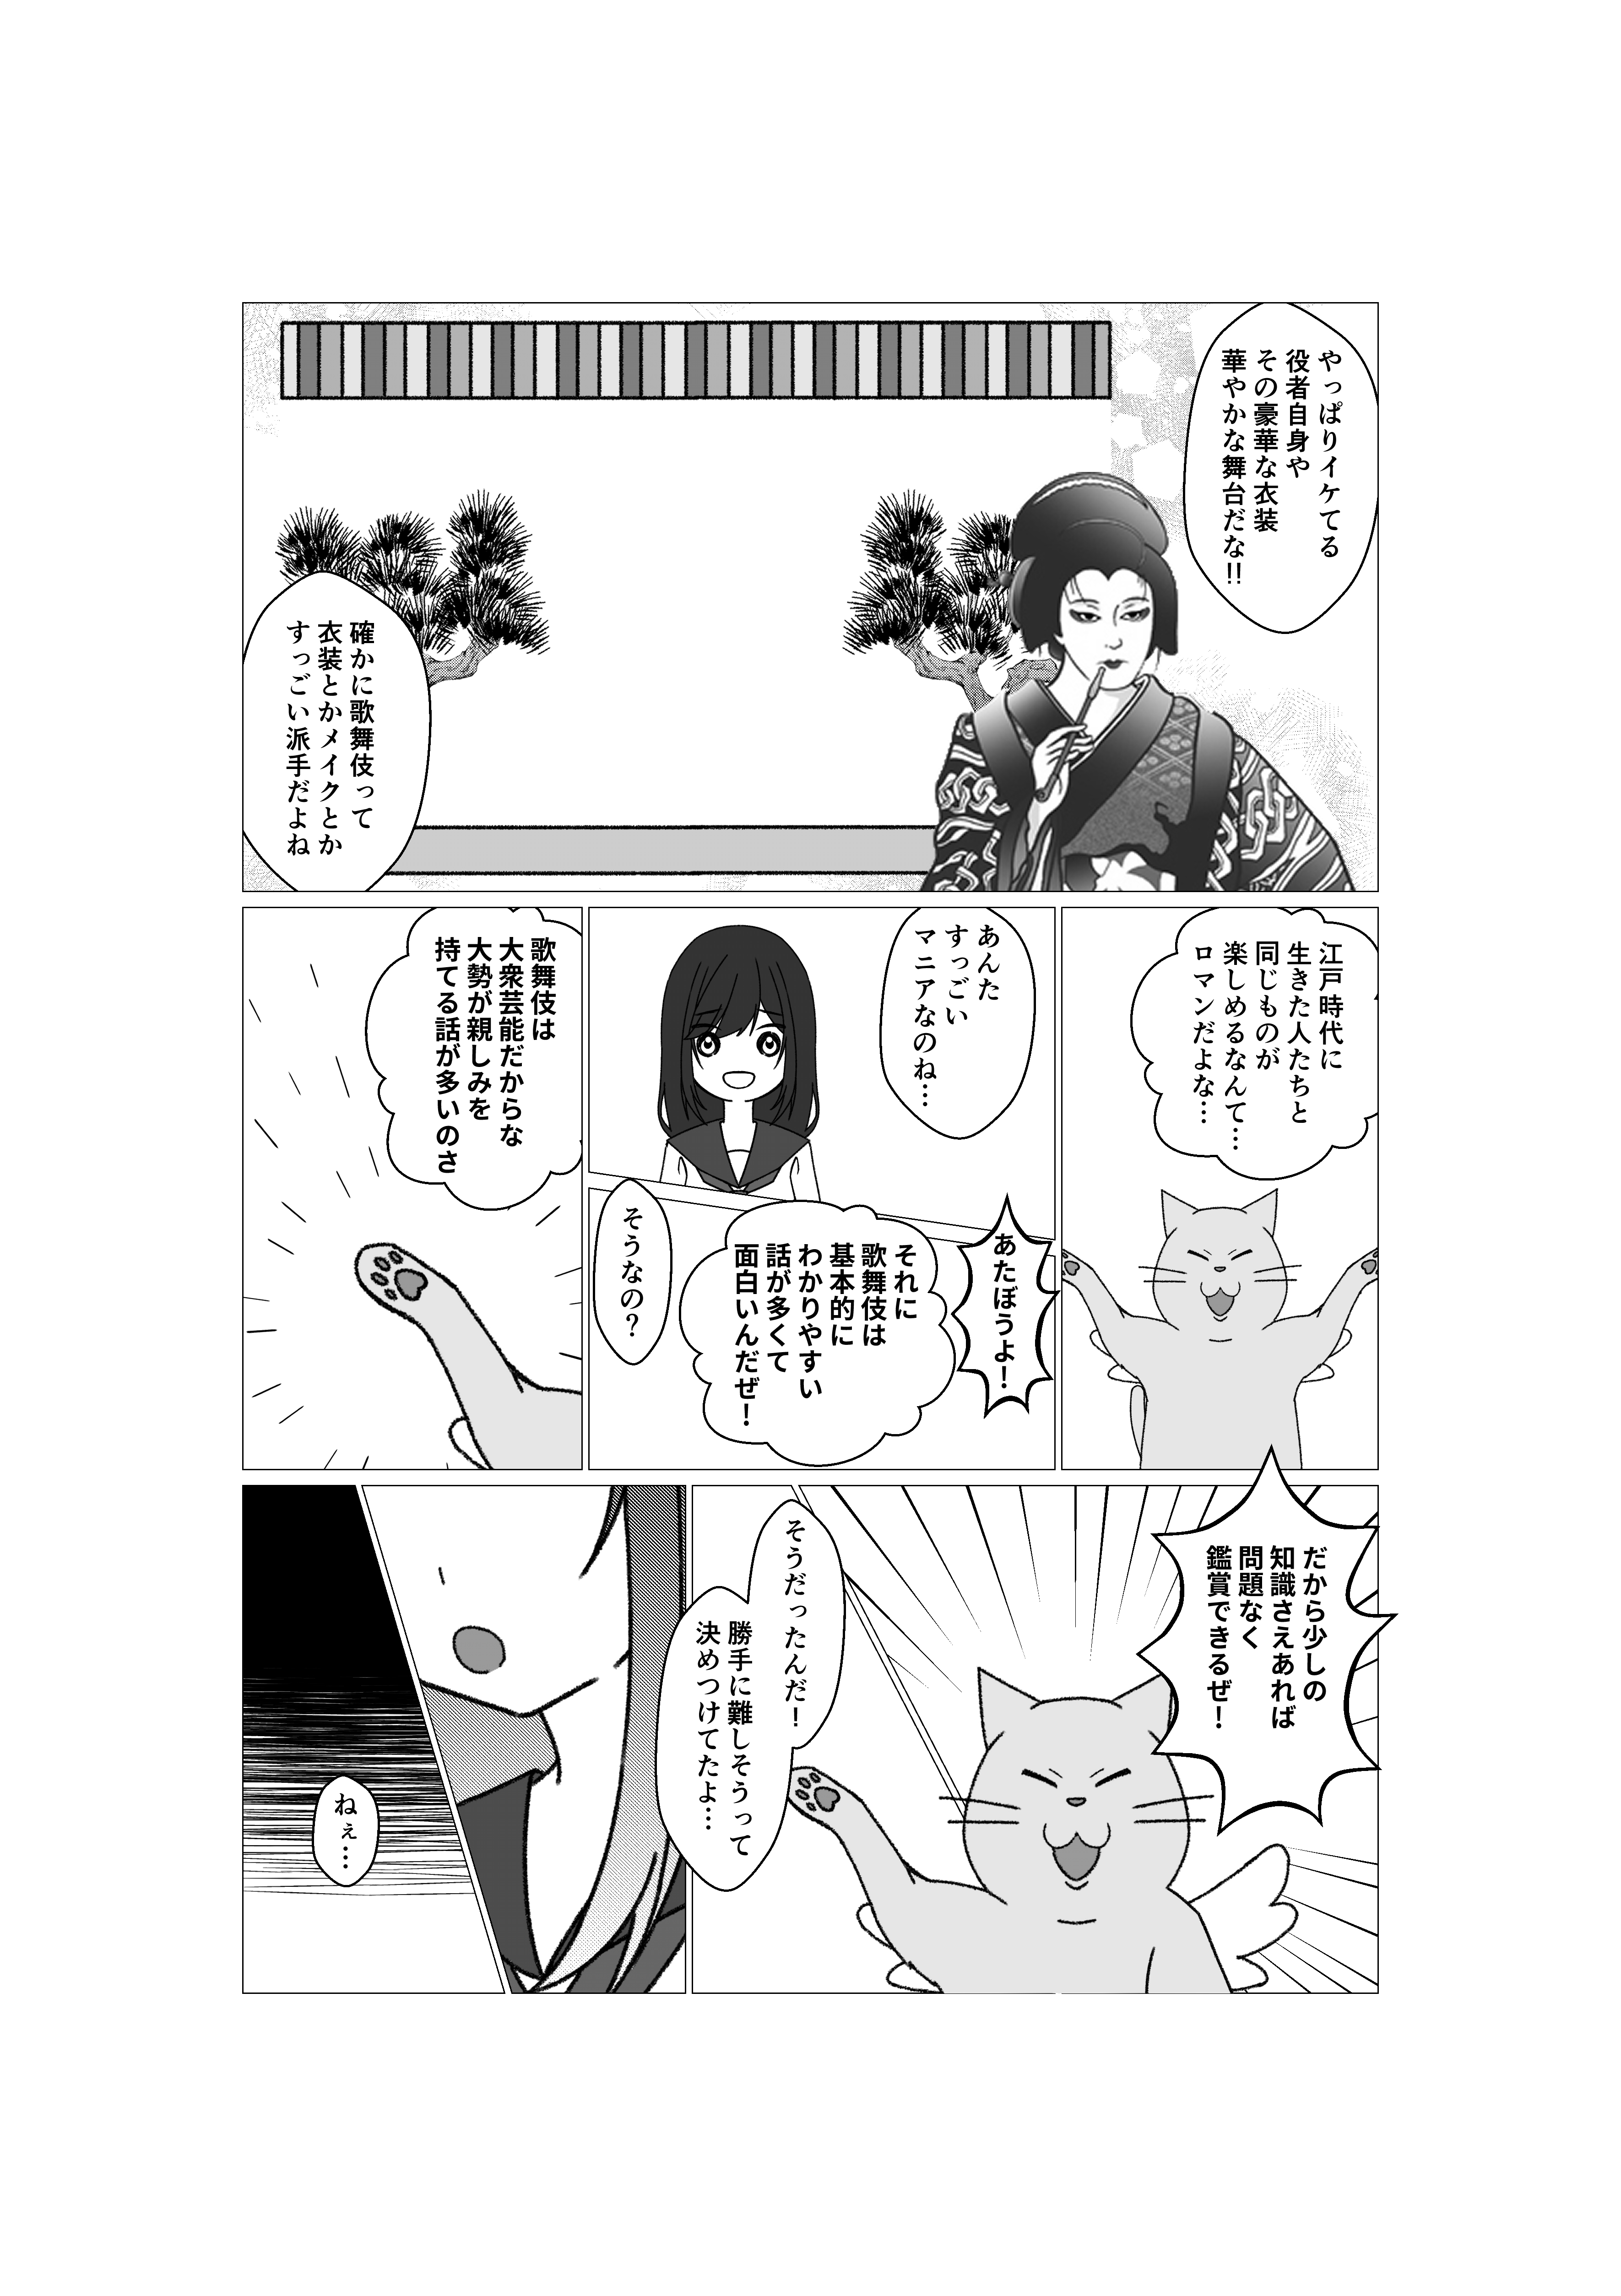 やっぱりイケてる
役者自身や
その豪華な衣装
華やかな舞台だな!!
確かに歌舞伎って
衣装とかメイクとか
すっごい派手だよね
江戸時代に
生きた人たちと
同じものが
楽しめるなんて…
ロマンだよな…
あんた
すっごい
マニアなのね…
あたぼうよ!
それに
歌舞伎は
基本的に
わかりやすい
話が多くて
面白いんだぜ!
そうなの?
歌舞伎は
大衆芸能だからな
大勢が親しみを
持てる話が多いのさ
だから少しの
知識さえあれば
問題なく
鑑賞できるぜ!
そうだったんだ!
勝手に難しそうって
決めつけてたよ…
ねぇ…